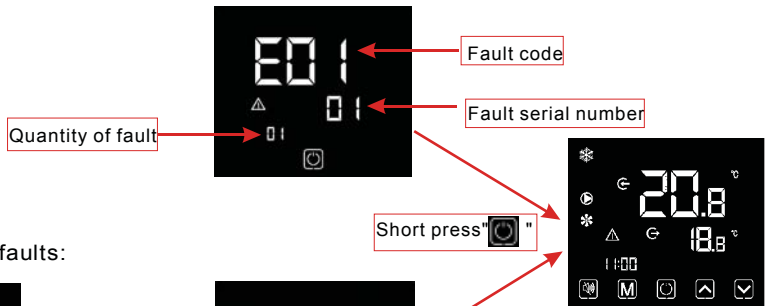 E01
Fault code
01
Fault serial number
Quantity of fault
01
20.8 °C
Short press" "
18.8 °C
faults:
11:00
M